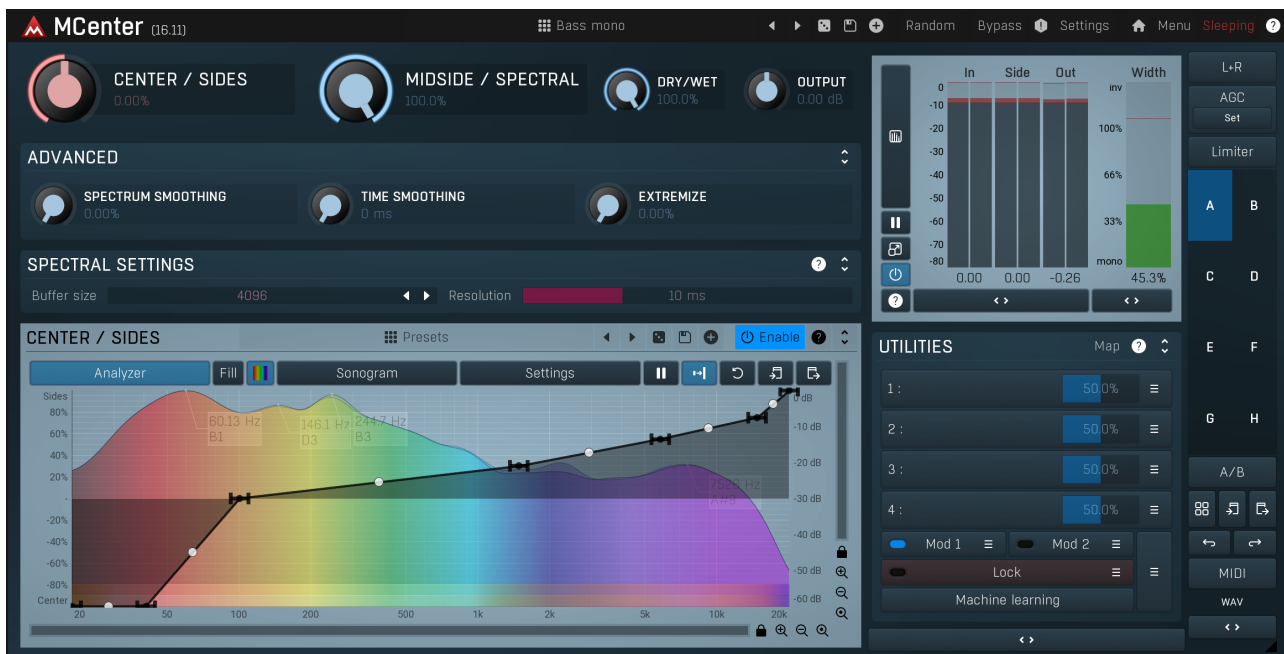 MCenter (16.11) Bass mono Random Bypass Settings Menu Sleeping ?
CENTER / SIDES
0.00%
MIDSIDE / SPECTRAL
100.0%
DRY/WET
100.0%
OUTPUT
0.00 dB
ADVANCED
SPECTRUM SMOOTHING
0.00%
TIME SMOOTHING
0 ms
EXTREMIZE
0.00%
SPECTRAL SETTINGS ?
Buffer size 4096 Resolution 10 ms
CENTER / SIDES Presets Enable ?
Analyzer Fill Sonogram Settings
Sides
80%
60%
40%
20%
-
-20%
-40%
-60%
-80%
Center
60.13 Hz
B1
146.1 Hz
D3
244.7 Hz
B3
7526 Hz
A#8
0 dB
-10 dB
-20 dB
-30 dB
-40 dB
-50 dB
-60 dB
20 50 100 200 500 1k 2k 5k 10k 20k
In Side Out Width
0
-10
-20
-30
-40
-50
-60
-70
-80
inv
100%
66%
33%
mono
0.00 0.00 -0.26 45.3%
?
UTILITIES Map ?
1 : 50.0%
2 : 50.0%
3 : 50.0%
4 : 50.0%
Mod 1 Mod 2
Lock
Machine learning
L+R
AGC
Set
Limiter
A B
C D
E F
G H
A/B
MIDI
WAV